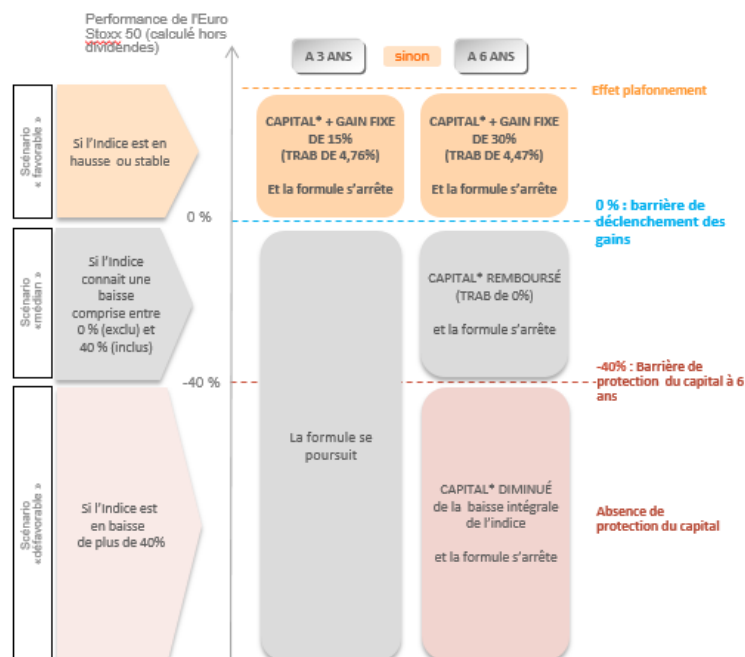 Performance de l'Euro
Stoxx 50 (calculé hors
dividendes)
A 3 ANS
sinon
A 6 ANS
Effet plafonnement
Scénario
« favorable »
Si l'Indice est en
hausse ou stable
CAPITAL* + GAIN FIXE
DE 15%
(TRAB DE 4,76%)
Et la formule s'arrête
CAPITAL* + GAIN FIXE
DE 30%
(TRAB DE 4,47%)
Et la formule s'arrête
0 %
0 % : barrière de
déclenchement des
gains
Scénario
«médian »
Si l'Indice
connait une
baisse
comprise entre
0 % (exclu) et
40 % (inclus)
CAPITAL* REMBOURSÉ
(TRAB de 0%)
et la formule s'arrête
-40 %
-40% : Barrière de
protection du capital à 6
ans
Scénario
«défavorable »
Si l'Indice est
en baisse
de plus de 40%
La formule se
poursuit
CAPITAL* DIMINUÉ
de la baisse intégrale
de l'indice
et la formule s'arrête
Absence de
protection du capital